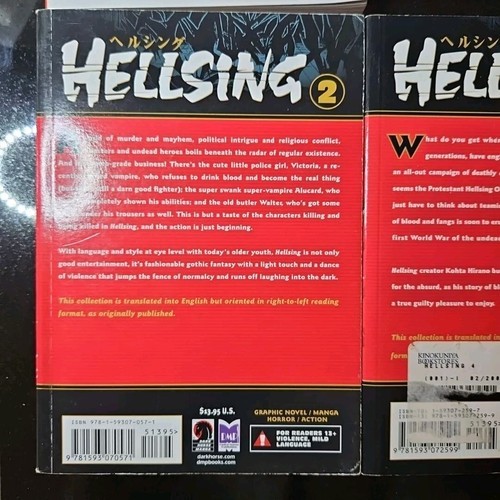 ヘルシング
HELLSING 2
of murder and mayhem, political intrigue and religious conflict.
and undead heroes boils beneath the radar of regular existence.
And -grade business! There's the cute little police girl, Victoria, a re-
vampire, who refuses to drink blood and become the real thing
(but still a darn good fighter); the super swank super-vampire Alucard, who
completely shown his abilities; and the old butler Walter, who's got some
his trousers as well. This is but a taste of the characters killing and
killed in Hellsing, and the action is just beginning.
With language and style at eye level with today's older youth, Hellsing is not only
good entertainment, it's fashionable gothic fantasy with a light touch and a dance
of violence that jumps the fence of normalcy and runs off laughing into the dark.
This collection is translated into English but oriented in right-to-left reading
format, as originally published.
ISBN 978-1-59307-057-1
51395>
9 781593 070571
$13.95 U.S.
DARK HORSE MANGA
DMP
darkhorse.com
dmpbooks.com
GRAPHIC NOVEL / MANGA
HORROR / ACTION
! FOR READERS 13+
VIOLENCE, MILD
LANGUAGE
ヘルシン
HELL
What do you get when
generations, have
an all-out campaign of deathly
seems the Protestant Hellsing
just have to think about
of blood and fangs is soon to
first World War of the
Hellsing creator Kohta Hirano
for the absurd, as his story of
a true guilty pleasure to enjoy.
This collection is translated
KINOKUNIYA
BOOKSTORES
HELLSING 4
9 781593 072599